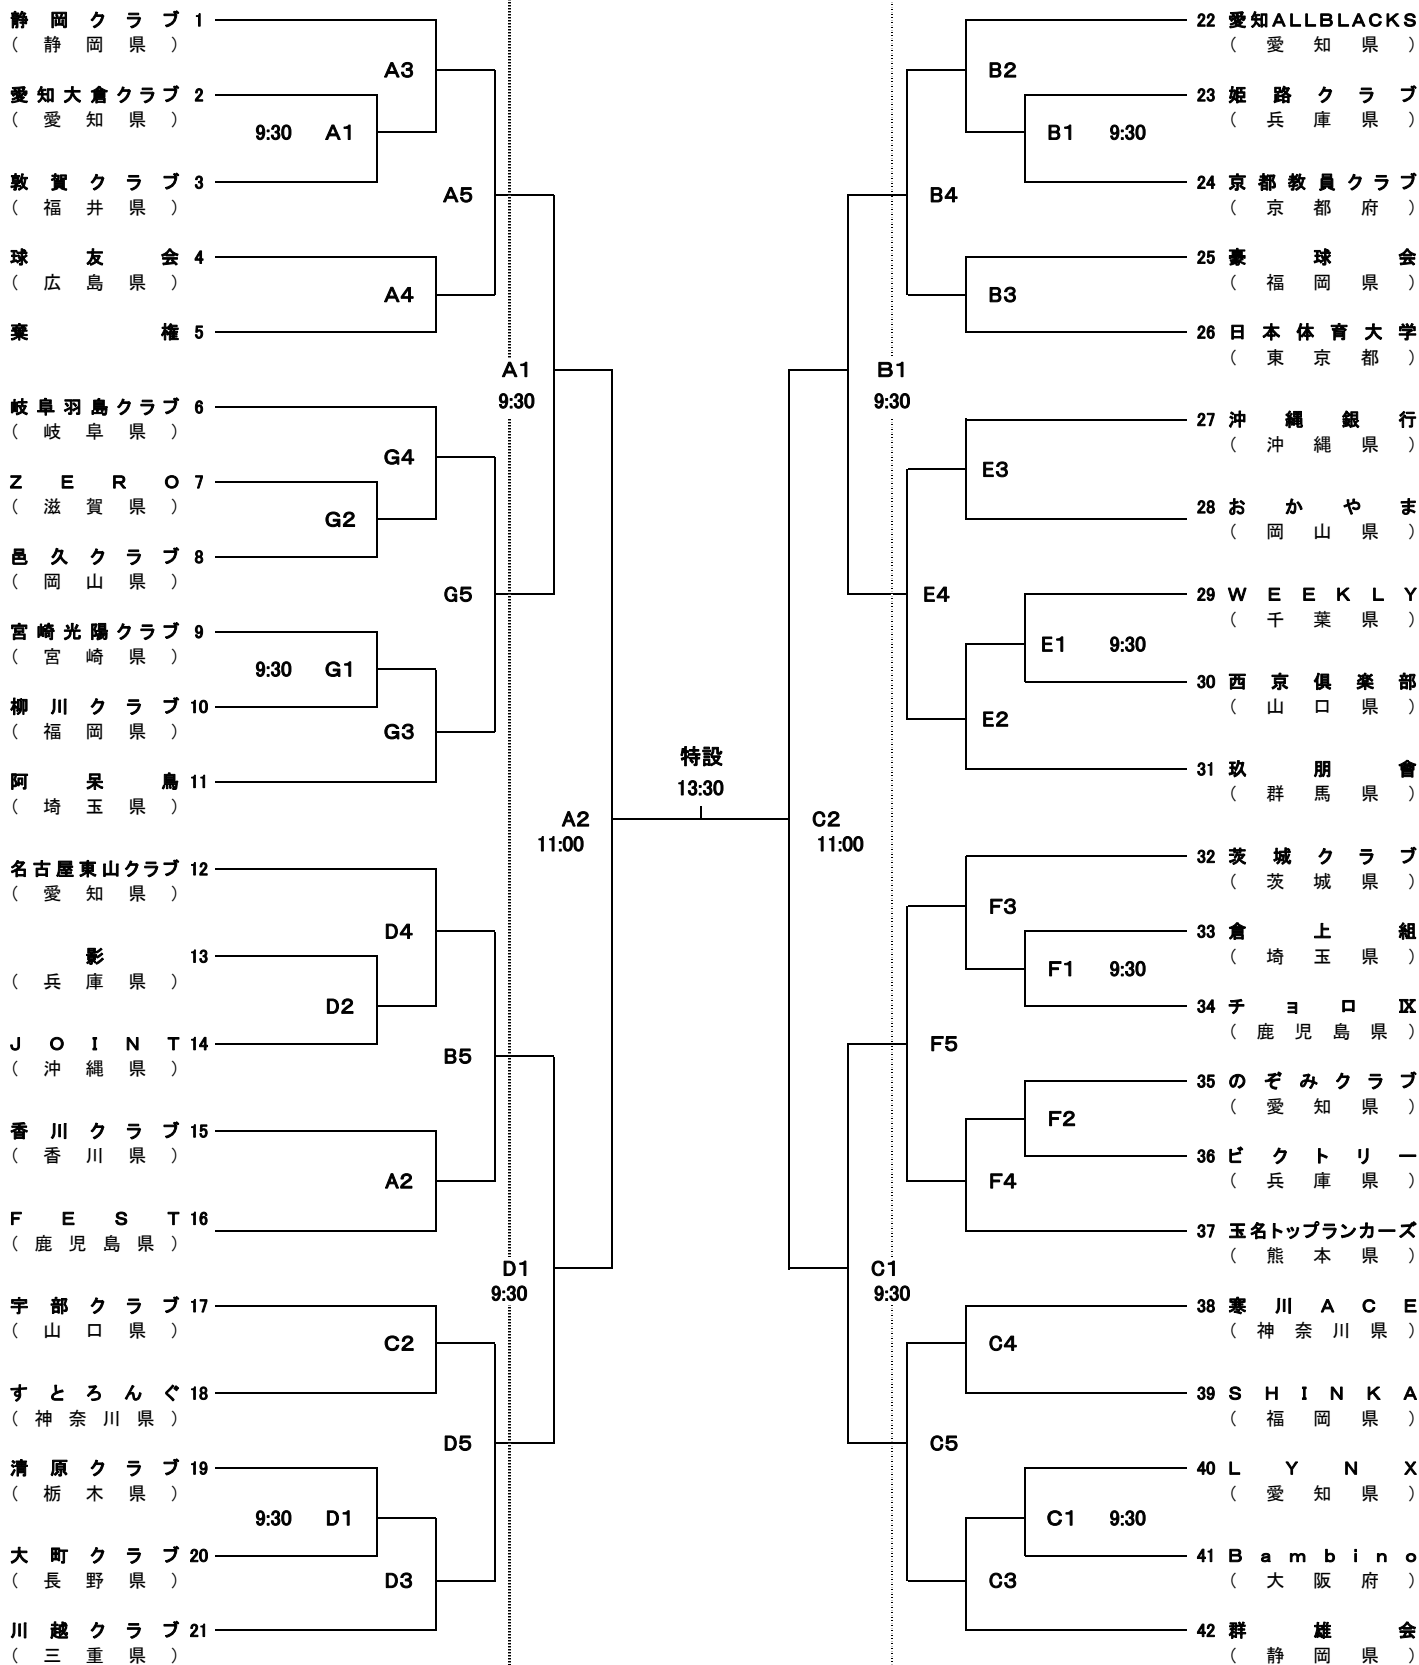 静岡クラブ 1
（静岡県）
A3
愛知大倉クラブ 2
（愛知県）
9:30 A1
敦賀クラブ 3
（福井県）
A5
球友会 4
（広島県）
A4
棄権 5
A1
9:30
岐阜羽島クラブ 6
（岐阜県）
G4
ZERO 7
（滋賀県）
G2
邑久クラブ 8
（岡山県）
G5
宮崎光陽クラブ 9
（宮崎県）
9:30 G1
柳川クラブ 10
（福岡県）
G3
阿呆鳥 11
（埼玉県）
A2
11:00
名古屋東山クラブ 12
（愛知県）
D4
影 13
（兵庫県）
D2
JOINT 14
（沖縄県）
B5
香川クラブ 15
（香川県）
A2
FEST 16
（鹿児島県）
D1
9:30
宇部クラブ 17
（山口県）
C2
すとろんぐ 18
（神奈川県）
D5
清原クラブ 19
（栃木県）
9:30 D1
大町クラブ 20
（長野県）
D3
川越クラブ 21
（三重県）
特設
13:30
22 愛知ALLBLACKS
（愛知県）
B2
23 姫路クラブ
（兵庫県）
B1 9:30
24 京都教員クラブ
（京都府）
B4
25 豪球会
（福岡県）
B3
26 日本体育大学
（東京都）
B1
9:30
27 沖縄銀行
（沖縄県）
E3
28 おかやま
（岡山県）
E4
29 WEEKLY
（千葉県）
E1 9:30
30 西京倶楽部
（山口県）
E2
31 玖朋會
（群馬県）
C2
11:00
32 茨城クラブ
（茨城県）
F3
33 倉上組
（埼玉県）
F1 9:30
34 チョロⅨ
（鹿児島県）
F5
35 のぞみクラブ
（愛知県）
F2
36 ビクトリー
（兵庫県）
F4
37 玉名トップランカーズ
（熊本県）
C1
9:30
38 寒川ACE
（神奈川県）
C4
39 SHINKA
（福岡県）
C5
40 LYNX
（愛知県）
C1 9:30
41 Bambino
（大阪府）
C3
42 群雄会
（静岡県）